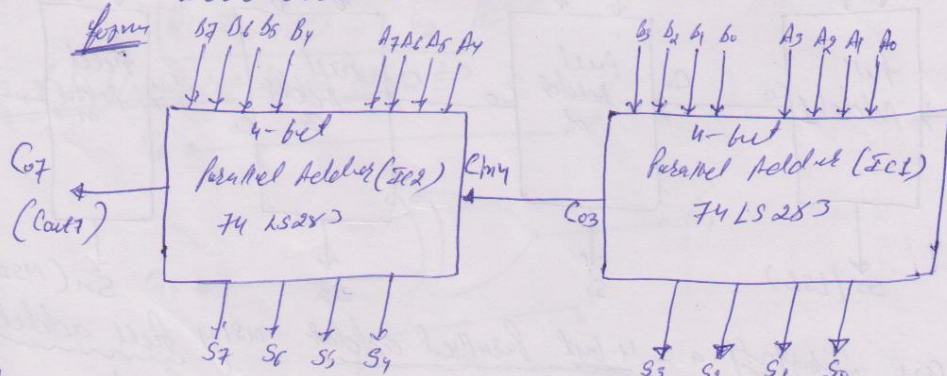 B7 B6 B5 B4 A7 A6 A5 A4
B3 B2 B1 B0 A3 A2 A1 A0
4-bit
Parallel Adder (IC2)
74 LS283
Co7
(Cout7)
Cin4
4-bit
Parallel Adder (IC1)
74 LS283
Co3
S7 S6 S5 S4
S3 S2 S1 S0